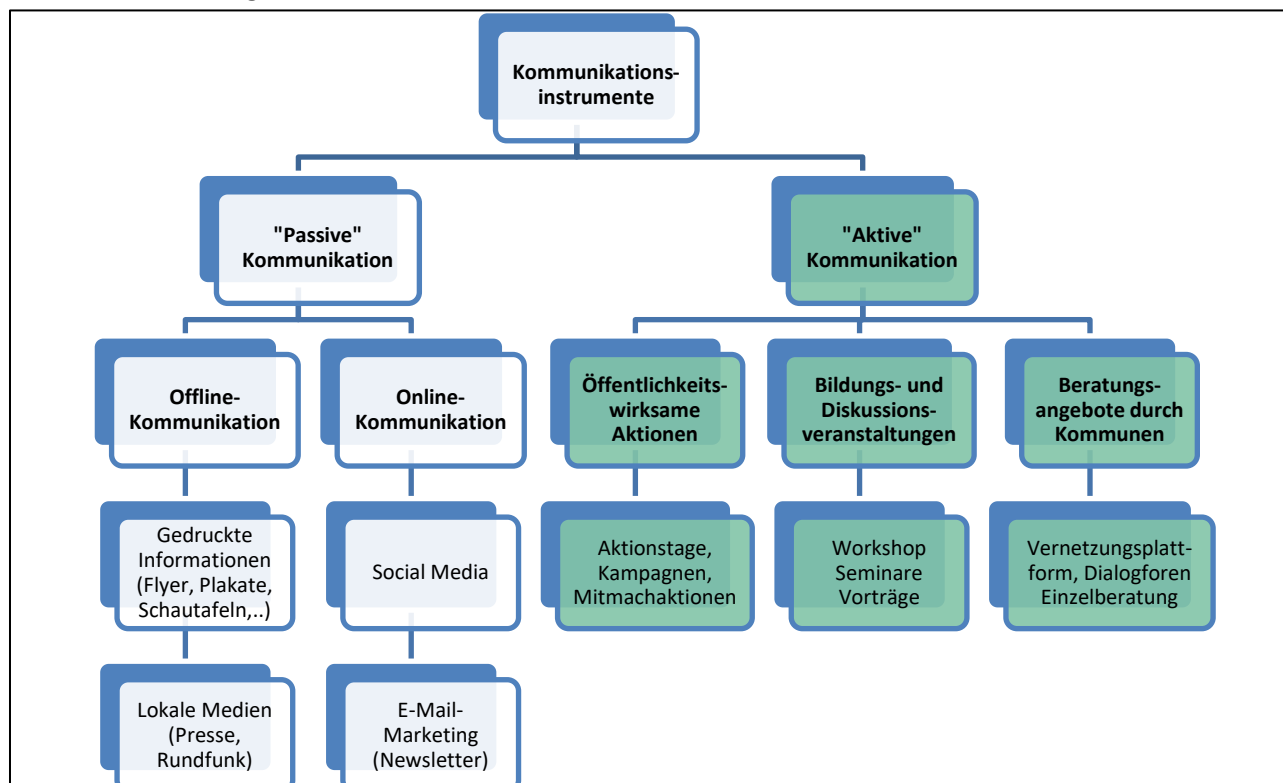 Kommunikations-
instrumente
"Passive"
Kommunikation
"Aktive"
Kommunikation
Offline-
Kommunikation
Online-
Kommunikation
Öffentlichkeits-
wirksame
Aktionen
Bildungs- und
Diskussions-
veranstaltungen
Beratungs-
angebote durch
Kommunen
Gedruckte
Informationen
(Flyer, Plakate,
Schautafeln,..)
Social Media
Aktionstage,
Kampagnen,
Mitmachaktionen
Workshop
Seminare
Vorträge
Vernetzungsplatt-
form, Dialogforen
Einzelberatung
Lokale Medien
(Presse,
Rundfunk)
E-Mail-
Marketing
(Newsletter)